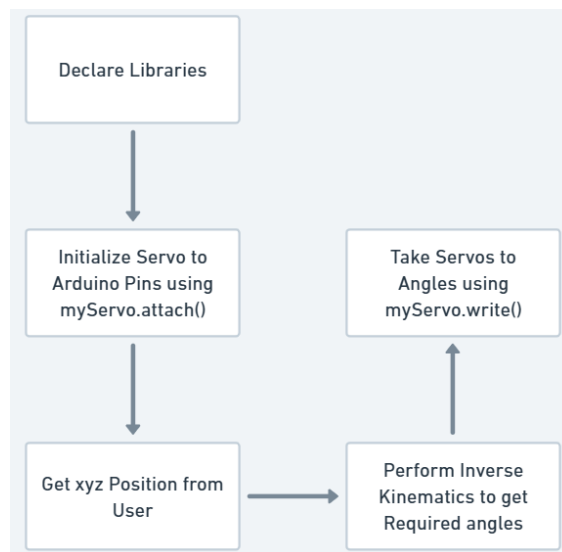 Declare Libraries
Initialize Servo to
Arduino Pins using
myServo.attach()
Get xyz Position from
User
Perform Inverse
Kinematics to get
Required angles
Take Servos to
Angles using
myServo.write()